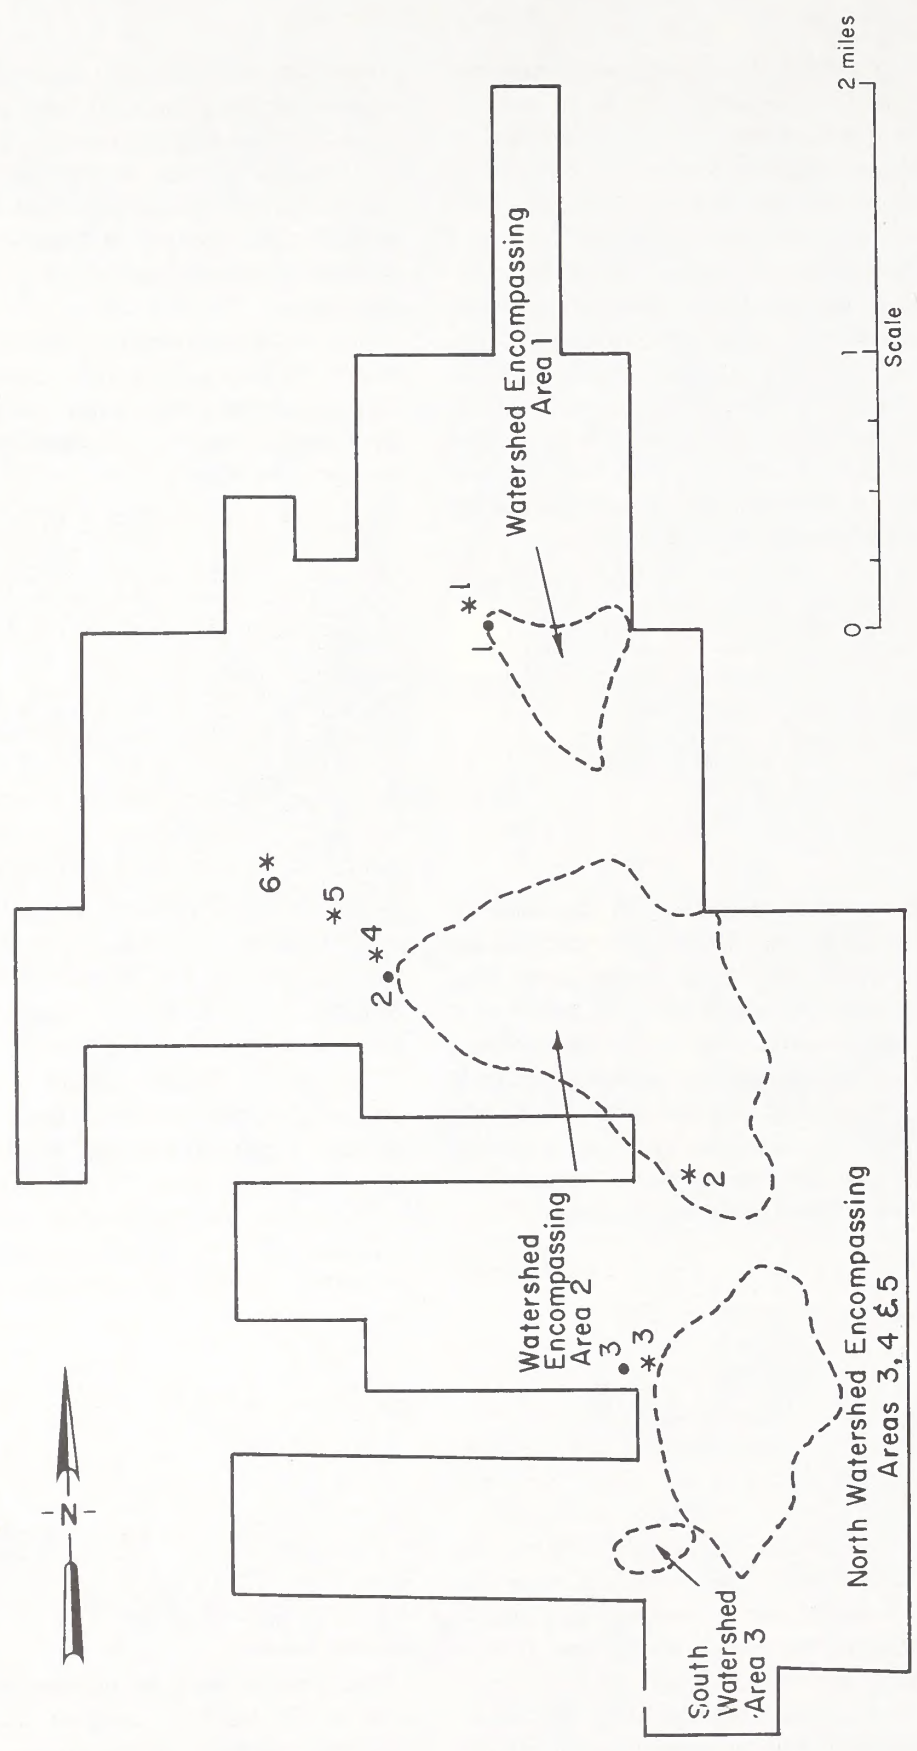 N
6*
*5
*4
2
*1
1
Watershed Encompassing
Area 1
*2
Watershed
Encompassing
Area 2
3
*3
South
Watershed
Area 3
North Watershed Encompassing
Areas 3, 4 & 5
0 1 2 miles
Scale